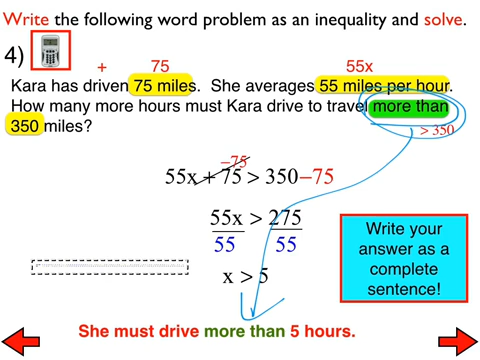 Write the following word problem as an inequality and solve.
4)
+ 75 55x
Kara has driven 75 miles. She averages 55 miles per hour.
How many more hours must Kara drive to travel more than
350 miles?
> 350
−75
55x + 75 > 350 −75
55x > 275
55 55
x > 5
Write your
answer as a
complete
sentence!
She must drive more than 5 hours.